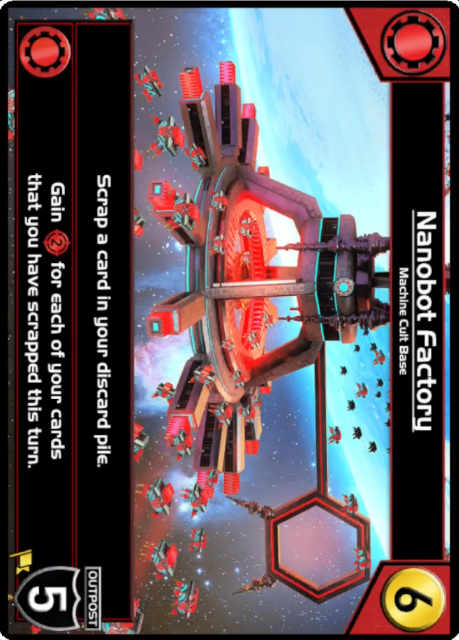 Nanobot Factory
Machine Cult Base
6
Scrap a card in your discard pile.
Gain 2 for each of your cards
that you have scrapped this turn.
OUTPOST
5